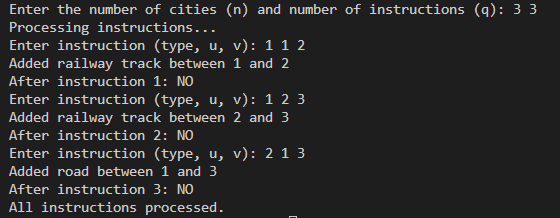 Enter the number of cities (n) and number of instructions (q): 3 3
Processing instructions...
Enter instruction (type, u, v): 1 1 2
Added railway track between 1 and 2
After instruction 1: NO
Enter instruction (type, u, v): 1 2 3
Added railway track between 2 and 3
After instruction 2: NO
Enter instruction (type, u, v): 2 1 3
Added road between 1 and 3
After instruction 3: NO
All instructions processed.